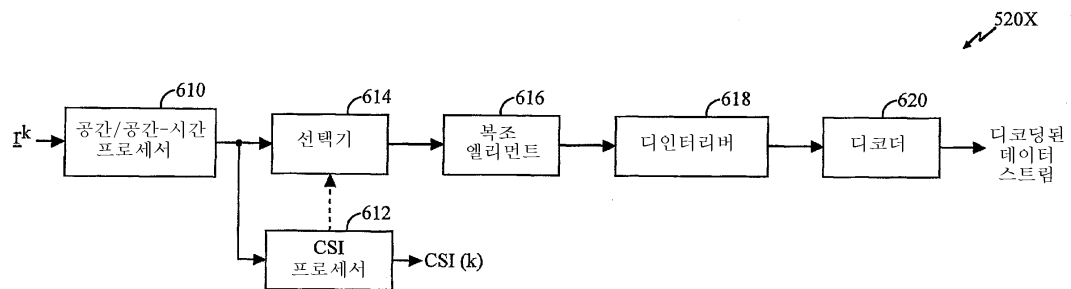 520X
610
614
616
618
620
r^k
공간/공간-시간
프로세서
선택기
복조
엘리먼트
디인터리버
디코더
디코딩된
데이터
스트림
612
CSI
프로세서
CSI (k)